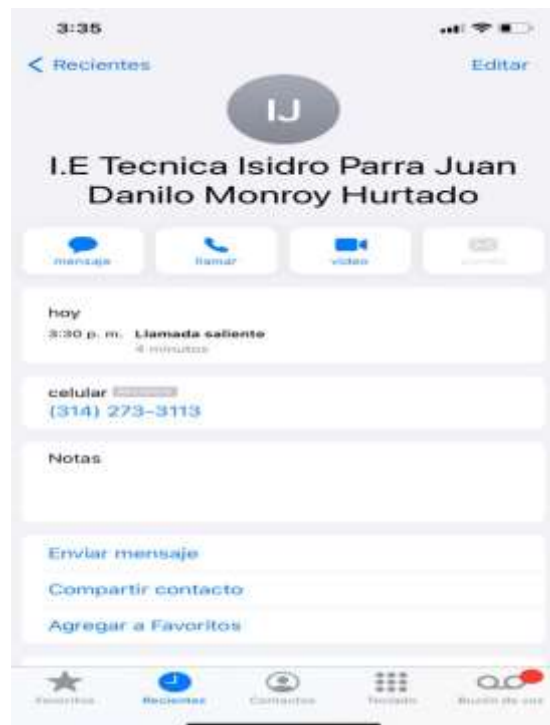 3:35
Recientes
Editar
IJ
I.E Tecnica Isidro Parra Juan
Danilo Monroy Hurtado
mensaje
llamar
video
hoy
3:30 p. m. Llamada saliente
4 minutos
celular
(314) 273-3113
Notas
Enviar mensaje
Compartir contacto
Agregar a Favoritos
Favoritos
Recientes
Contactos
Teclado
Buzón de voz